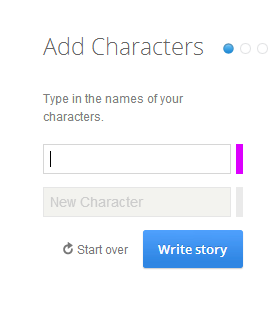 Add Characters
Type in the names of your
characters.
New Character
Start over
Write story